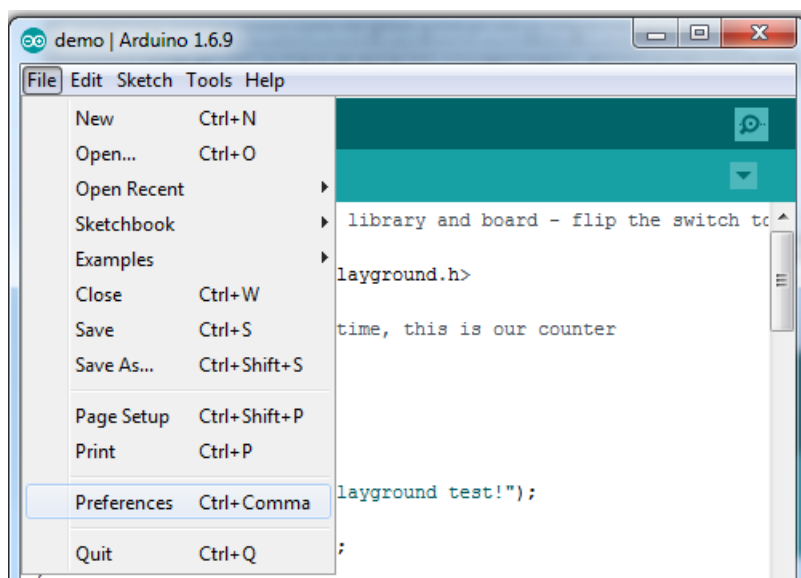 demo | Arduino 1.6.9
File Edit Sketch Tools Help
New Ctrl+N
Open... Ctrl+O
Open Recent
Sketchbook
Examples
Close Ctrl+W
Save Ctrl+S
Save As... Ctrl+Shift+S
Page Setup Ctrl+Shift+P
Print Ctrl+P
Preferences Ctrl+Comma
Quit Ctrl+Q
library and board - flip the switch to
layground.h>
time, this is our counter
layground test!");
;